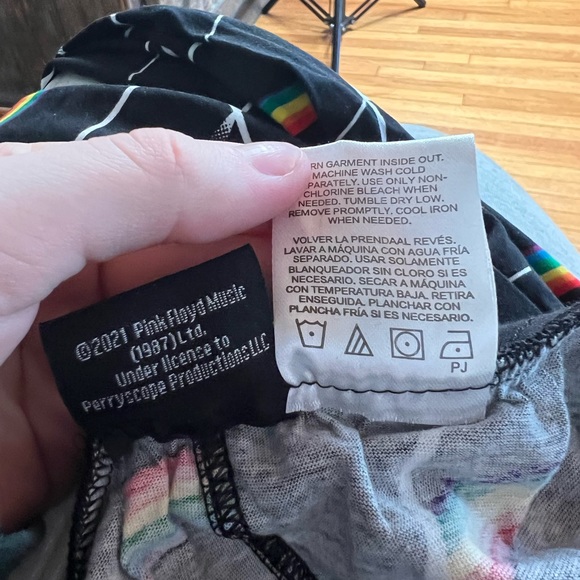 RN GARMENT INSIDE OUT.
MACHINE WASH COLD
PARATELY. USE ONLY NON-
CHLORINE BLEACH WHEN
NEEDED. TUMBLE DRY LOW.
REMOVE PROMPTLY. COOL IRON
WHEN NEEDED.
VOLVER LA PRENDAAL REVÉS.
LAVAR A MÁQUINA CON AGUA FRÍA
SEPARADO. USAR SOLAMENTE
BLANQUEADOR SIN CLORO SI ES
NECESARIO. SECAR A MÁQUINA
CON TEMPERATURA BAJA. RETIRA
ENSEGUIDA. PLANCHAR CON
PLANCHA FRÍA SI ES NECESARIO.
PJ
©2021 Pink Floyd Music
(1987) Ltd.
Under license to
Perryscope Productions LLC